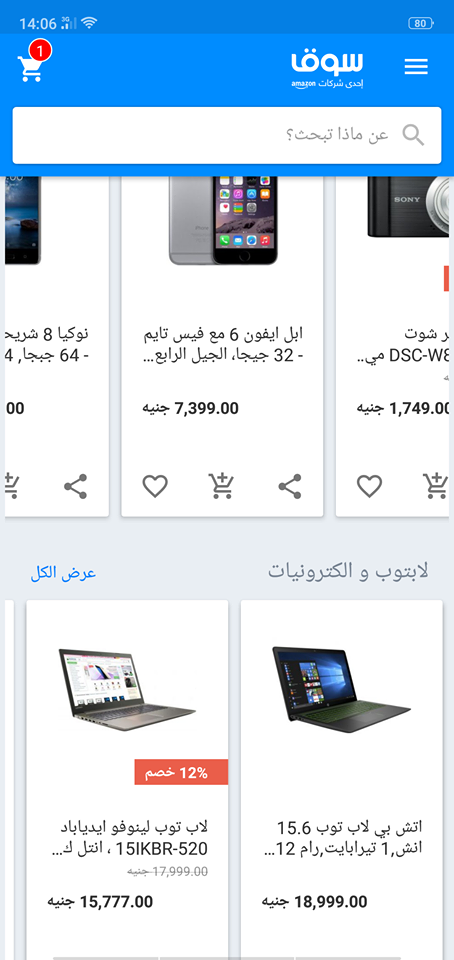 14:06
3G
80
1
سوق
إحدى شركات amazon
عن ماذا تبحث؟
SONY
ر شوت
DSC-W8 مي..
1,749.00 جنيه
ابل ايفون 6 مع فيس تايم
- 32 جيجا، الجيل الرابع...
7,399.00 جنيه
نوكيا 8 شريح
- 64 جيجا, 4
00
لابتوب و الكترونيات
عرض الكل
اتش بي لاب توب 15.6
انش,1 تيرابايت,رام 12...
18,999.00 جنيه
12% خصم
لاب توب لينوفو ايدياباد
520-15IKBR ، انتل ك...
17,999.00 جنيه
15,777.00 جنيه